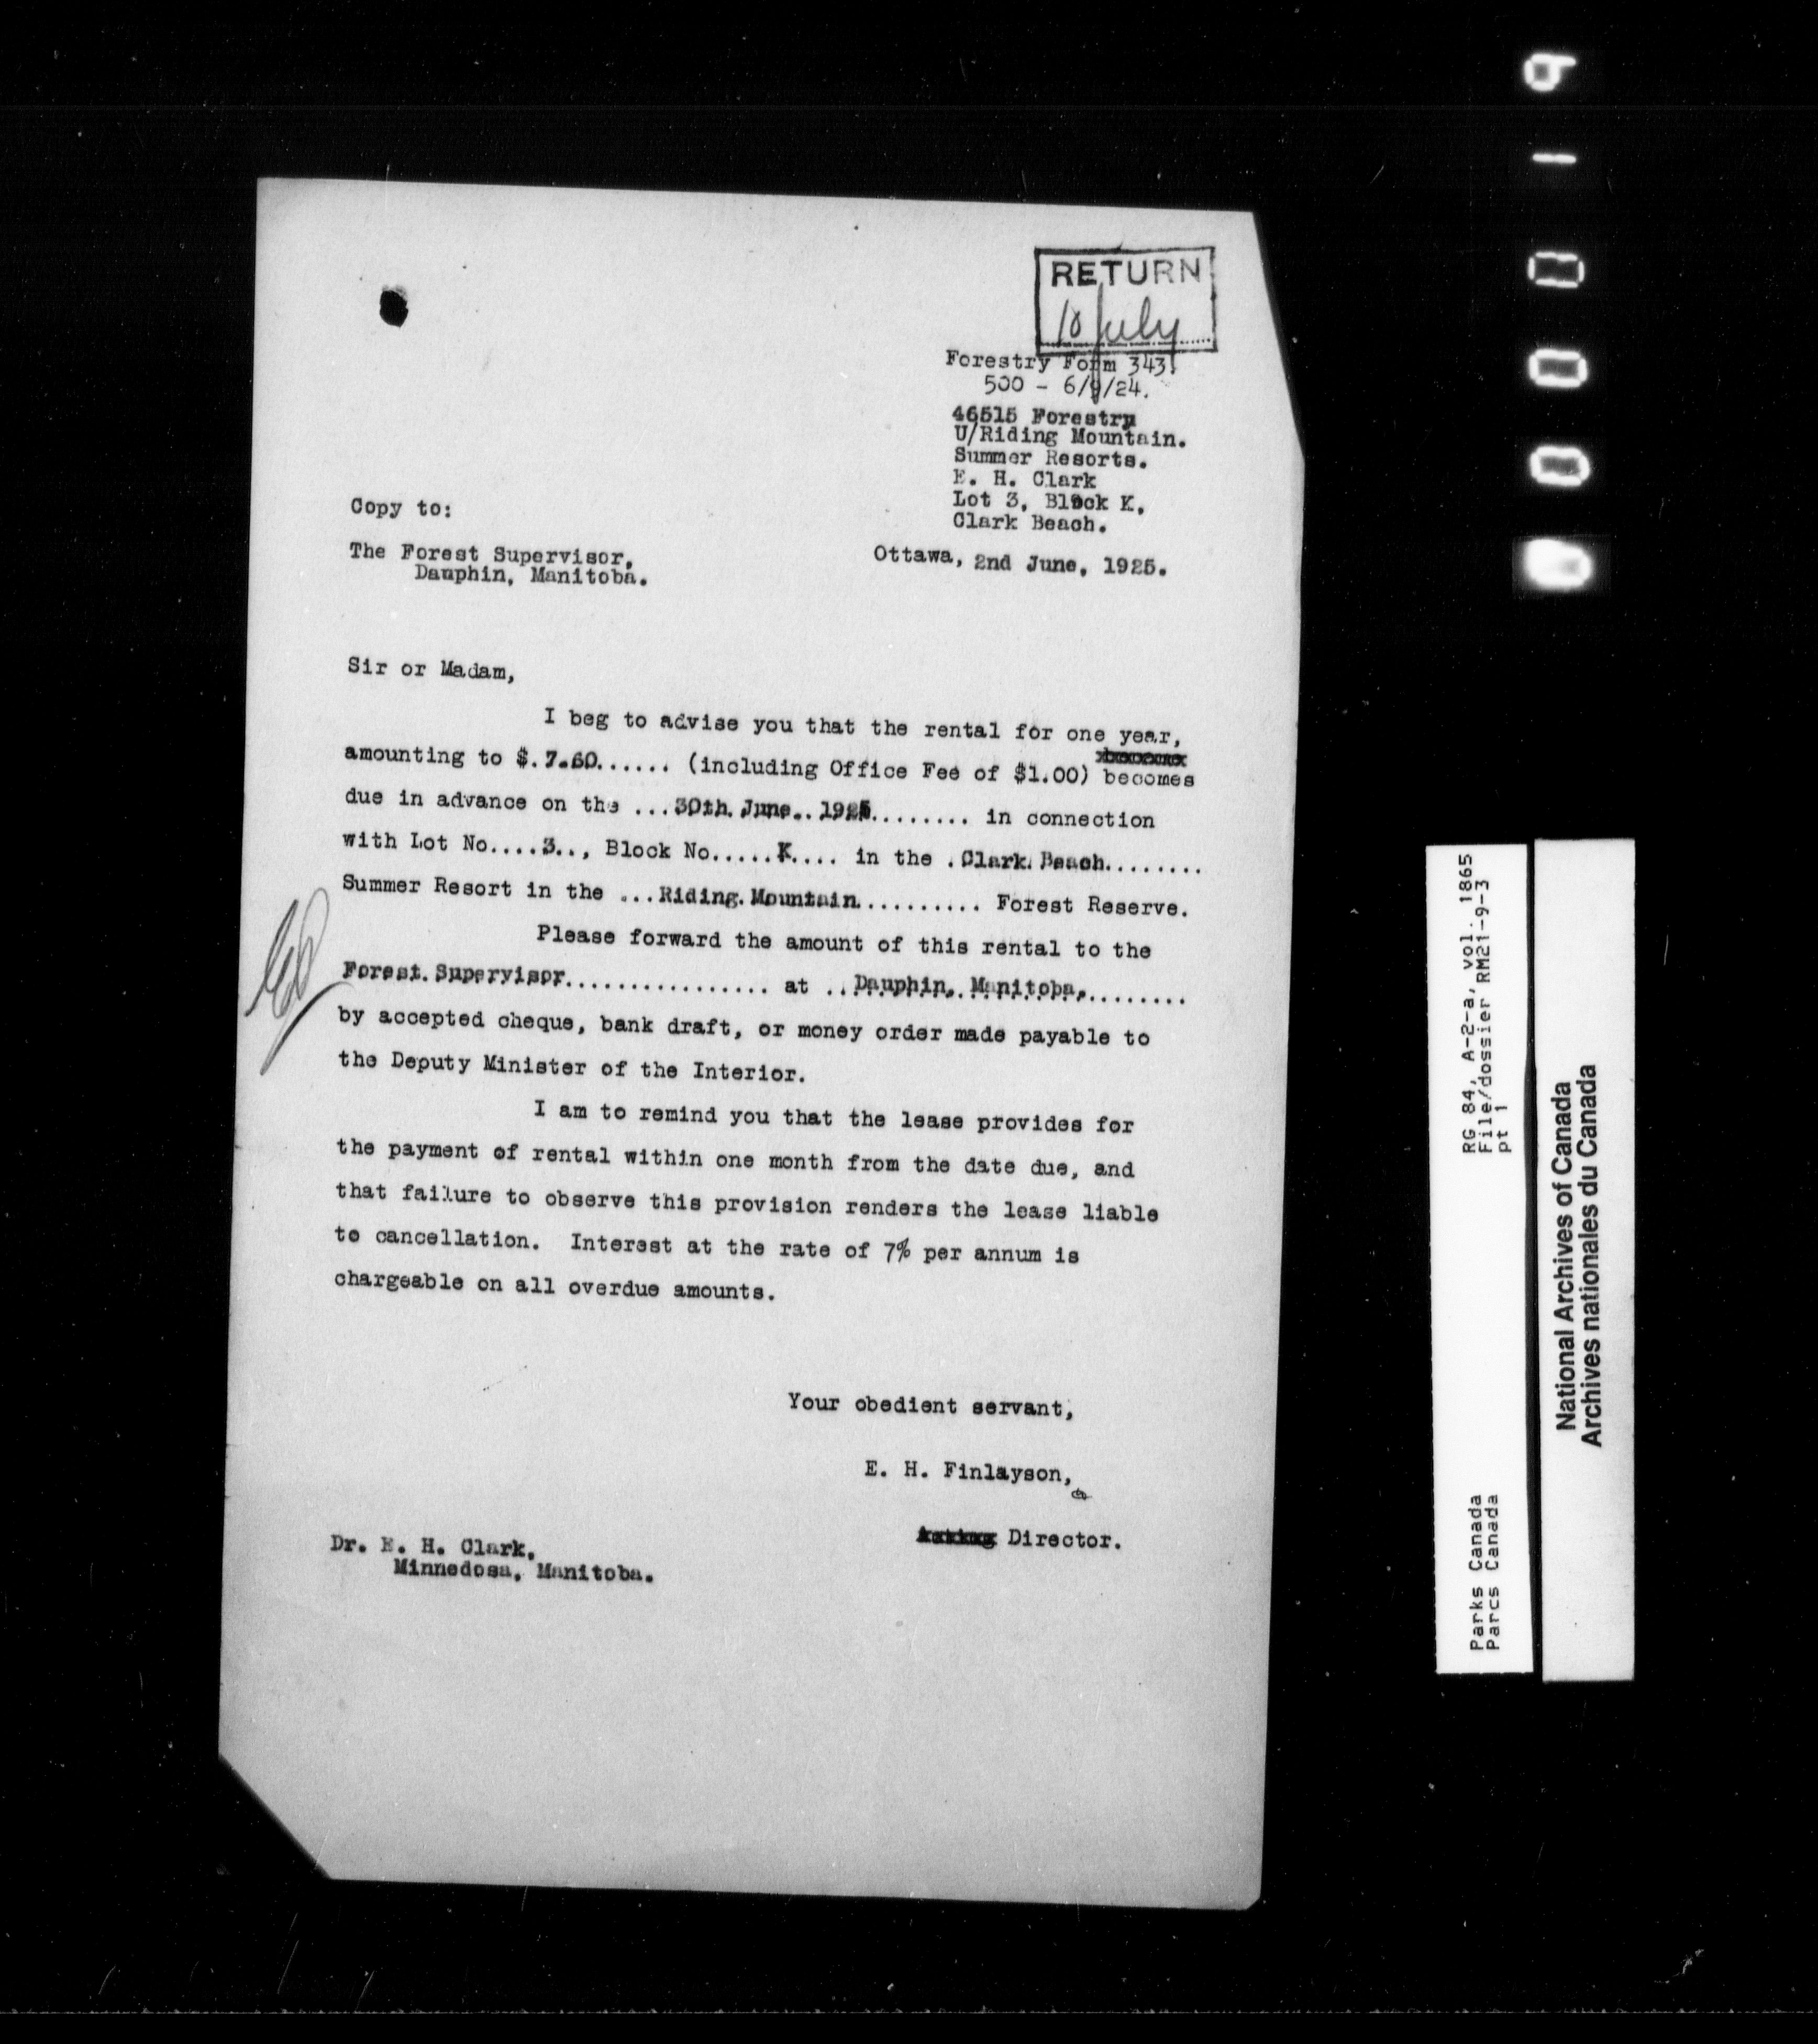 RETURN
10 July
Forestry Form 343.
500 - 6/9/24.
46515 Forestry
U/Riding Mountain.
Summer Resorts.
E. H. Clark
Lot 3, Block K,
Clark Beach.
Copy to:
The Forest Supervisor,
Dauphin, Manitoba.
Ottawa, 2nd June, 1925.
Sir or Madam,
I beg to advise you that the rental for one year,
amounting to $.7.60...... (including Office Fee of $1.00) becomes
due in advance on the ...30th. June.. 1925......... in connection
with Lot No....3.., Block No.....K.... in the .Clark. Beach........
Summer Resort in the ...Riding.Mountain.......... Forest Reserve.
Please forward the amount of this rental to the
Forest.Supervisor................ at ..Dauphin, Manitoba,........
by accepted cheque, bank draft, or money order made payable to
the Deputy Minister of the Interior.
I am to remind you that the lease provides for
the payment of rental within one month from the date due, and
that failure to observe this provision renders the lease liable
to cancellation. Interest at the rate of 7% per annum is
chargeable on all overdue amounts.
Your obedient servant,
E. H. Finlayson,
Director.
Dr. E. H. Clark,
Minnedosa, Manitoba.
RG 84, A-2-a, vol. 1865
File/dossier RM21-9-3
pt 1
Parks Canada
Parcs Canada
National Archives of Canada
Archives nationales du Canada
000019